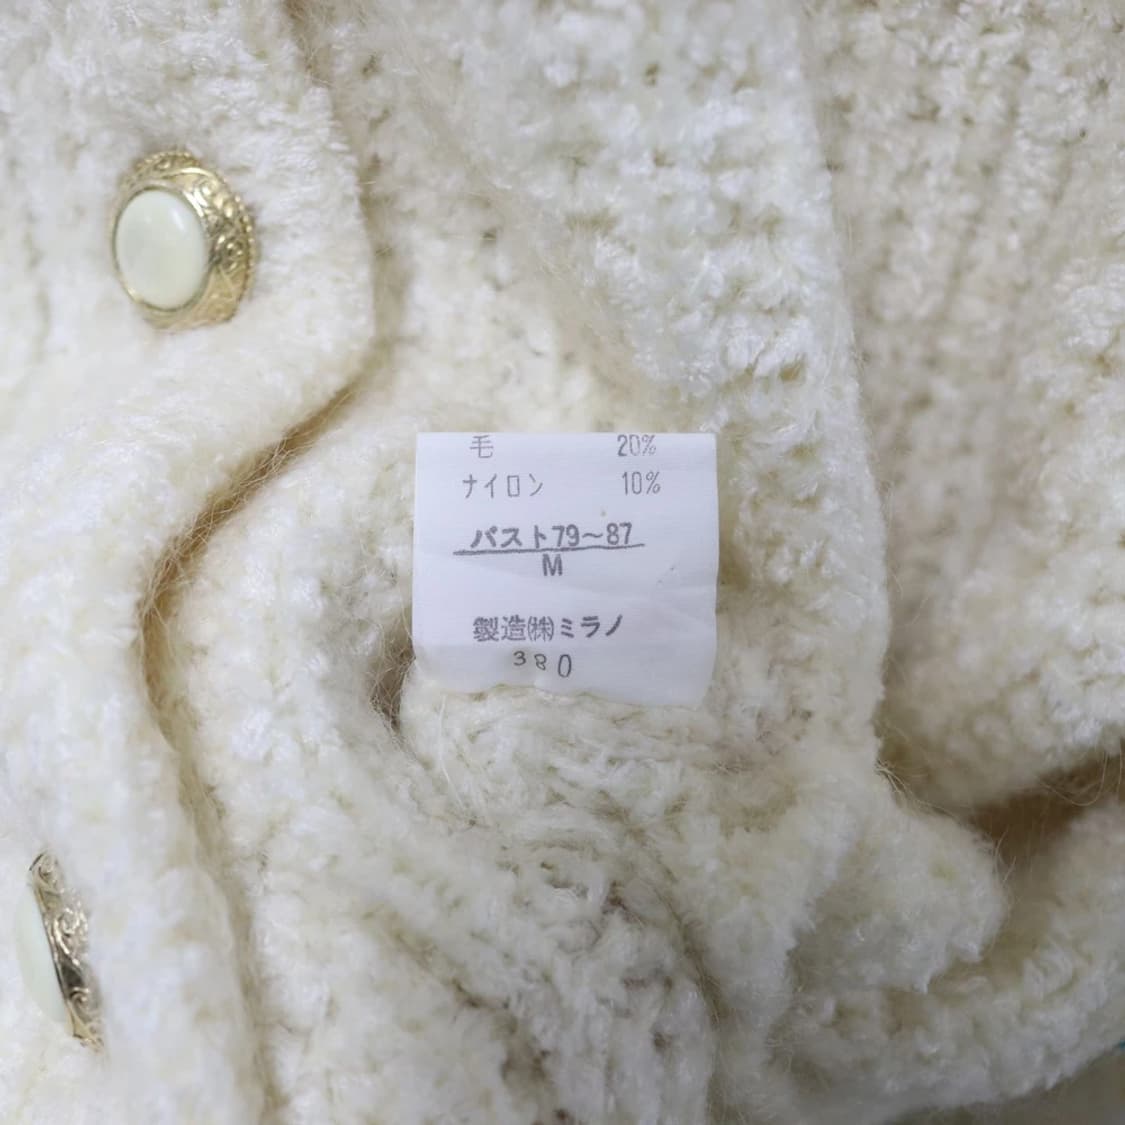 毛 20%
ナイロン 10%
バスト79～87
M
製造㈱ミラノ
380